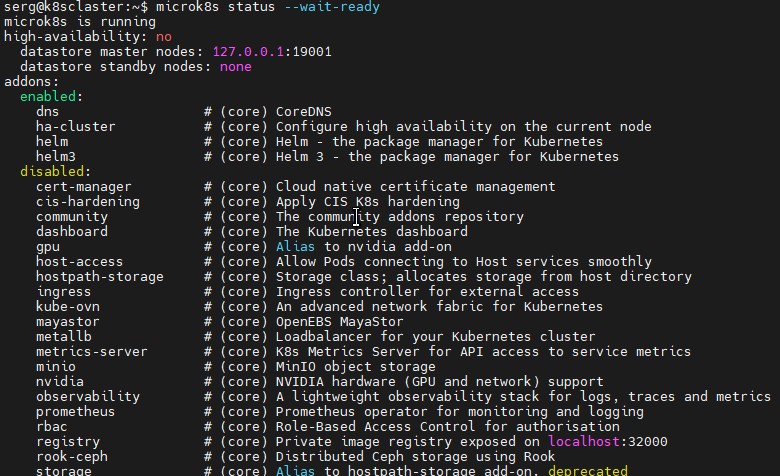 serg@k8sclaster:~$ microk8s status --wait-ready
microk8s is running
high-availability: no
  datastore master nodes: 127.0.0.1:19001
  datastore standby nodes: none
addons:
  enabled:
    dns                  # (core) CoreDNS
    ha-cluster           # (core) Configure high availability on the current node
    helm                 # (core) Helm - the package manager for Kubernetes
    helm3                # (core) Helm 3 - the package manager for Kubernetes
  disabled:
    cert-manager         # (core) Cloud native certificate management
    cis-hardening        # (core) Apply CIS K8s hardening
    community            # (core) The community addons repository
    dashboard            # (core) The Kubernetes dashboard
    gpu                  # (core) Alias to nvidia add-on
    host-access          # (core) Allow Pods connecting to Host services smoothly
    hostpath-storage     # (core) Storage class; allocates storage from host directory
    ingress              # (core) Ingress controller for external access
    kube-ovn             # (core) An advanced network fabric for Kubernetes
    mayastor             # (core) OpenEBS MayaStor
    metallb              # (core) Loadbalancer for your Kubernetes cluster
    metrics-server       # (core) K8s Metrics Server for API access to service metrics
    minio                # (core) MinIO object storage
    nvidia               # (core) NVIDIA hardware (GPU and network) support
    observability        # (core) A lightweight observability stack for logs, traces and metrics
    prometheus           # (core) Prometheus operator for monitoring and logging
    rbac                 # (core) Role-Based Access Control for authorisation
    registry             # (core) Private image registry exposed on localhost:32000
    rook-ceph            # (core) Distributed Ceph storage using Rook
    storage              # (core) Alias to hostpath-storage add-on, deprecated